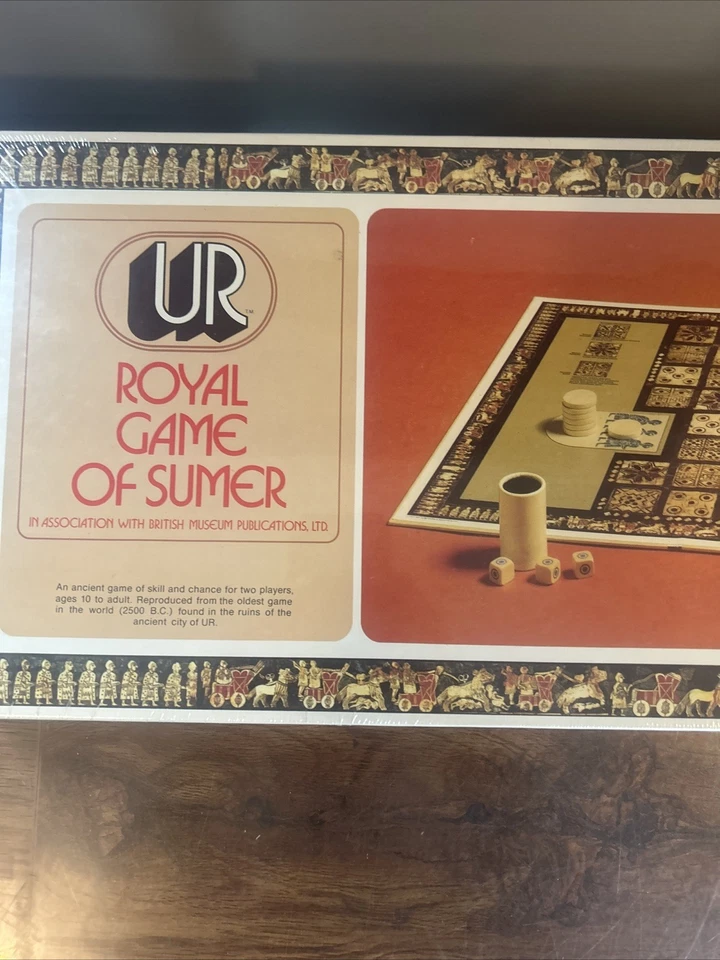 UR™
ROYAL
GAME
OF SUMER
IN ASSOCIATION WITH BRITISH MUSEUM PUBLICATIONS, LTD.
An ancient game of skill and chance for two players,
ages 10 to adult. Reproduced from the oldest game
in the world (2500 B.C.) found in the ruins of the
ancient city of UR.